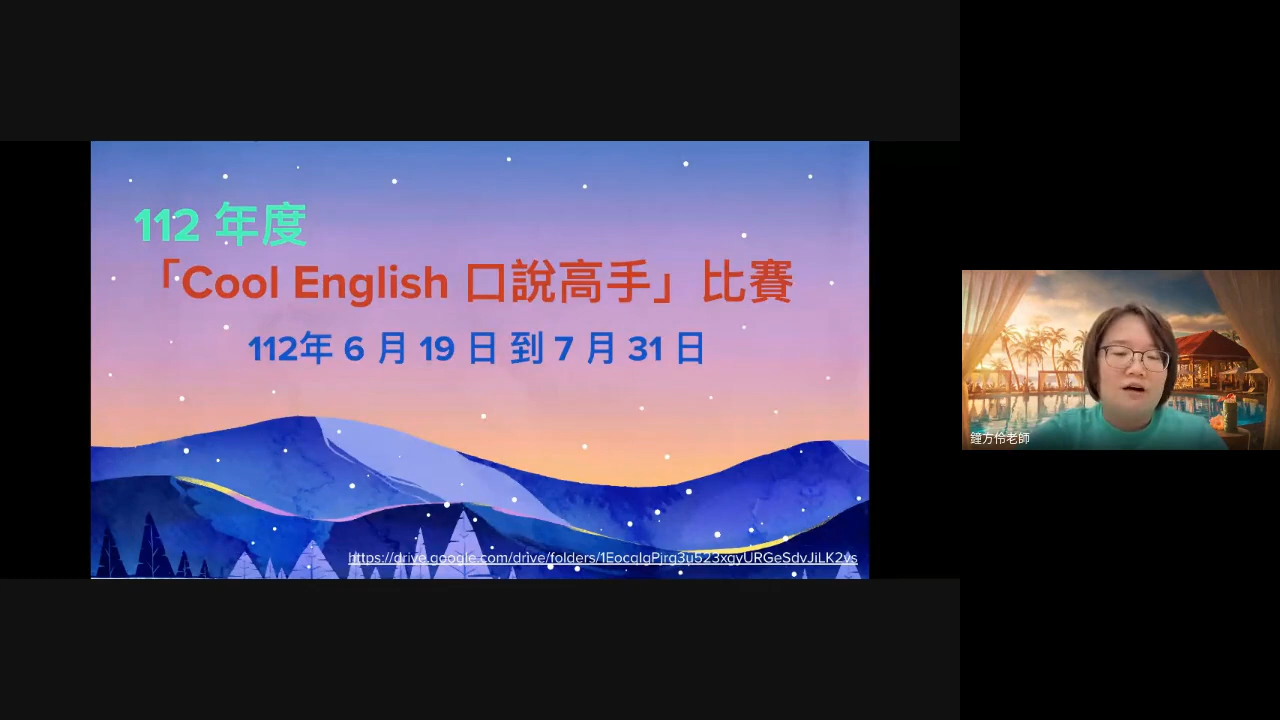 112 年度
「Cool English 口說高手」比賽
112年 6 月 19 日 到 7 月 31 日
https://drive.google.com/drive/folders/1EocqIgPjrg3u523xgyURGeSdvJiLK2vs
鐘方伶老師